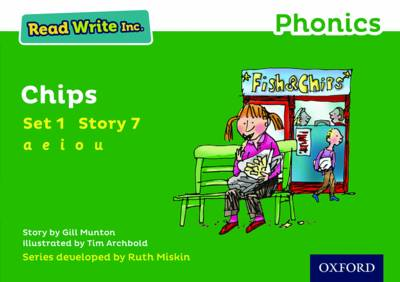 Read Write Inc.
Phonics
Chips
Set 1 Story 7
a e i o u
Fish & Chips
Story by Gill Munton
Illustrated by Tim Archbold
Series developed by Ruth Miskin
OXFORD